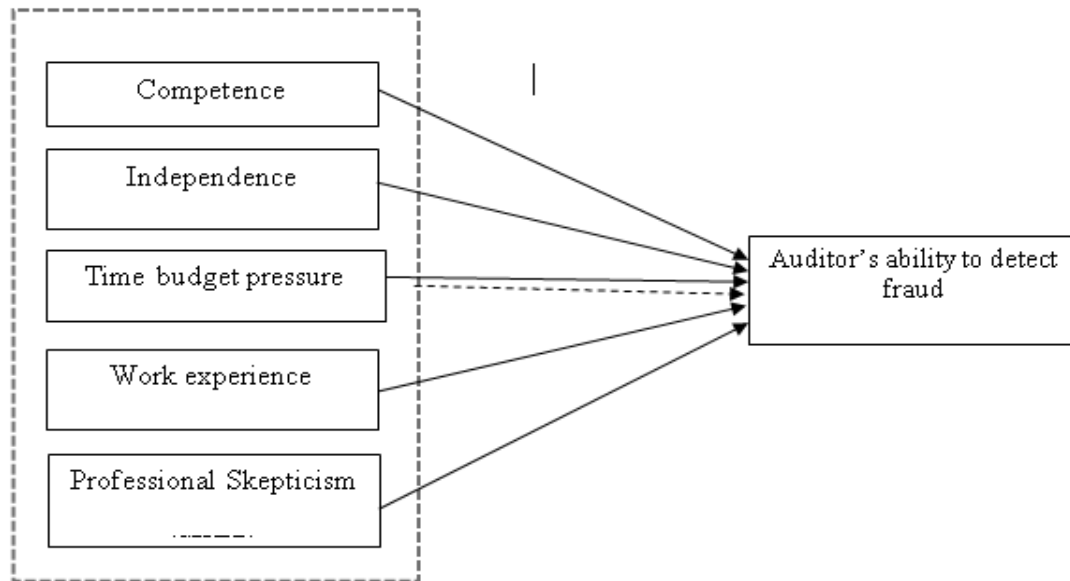 Competence
Independence
Time budget pressure
Work experience
Professional Skepticism
Auditor's ability to detect
fraud